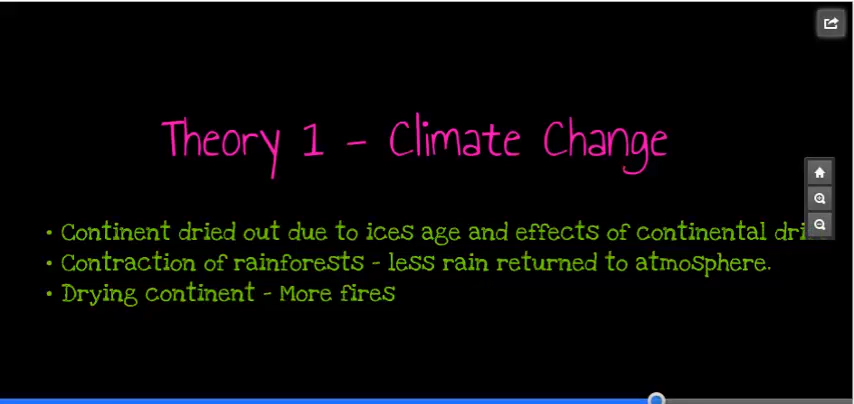 Theory 1 - Climate Change
• Continent dried out due to ices age and effects of continental
• Contraction of rainforests - less rain returned to atmosphere.
• Drying continent - More fires